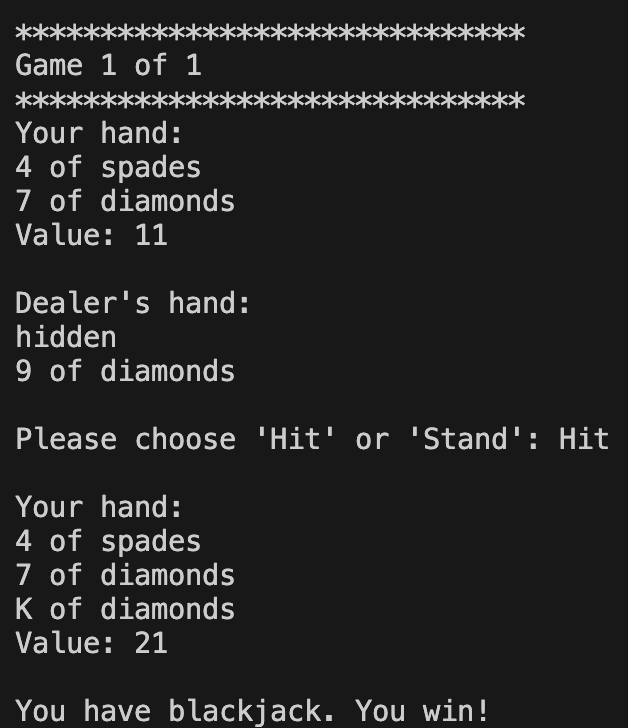 ******************************
Game 1 of 1
******************************
Your hand:
4 of spades
7 of diamonds
Value: 11
Dealer's hand:
hidden
9 of diamonds
Please choose 'Hit' or 'Stand': Hit
Your hand:
4 of spades
7 of diamonds
K of diamonds
Value: 21
You have blackjack. You win!